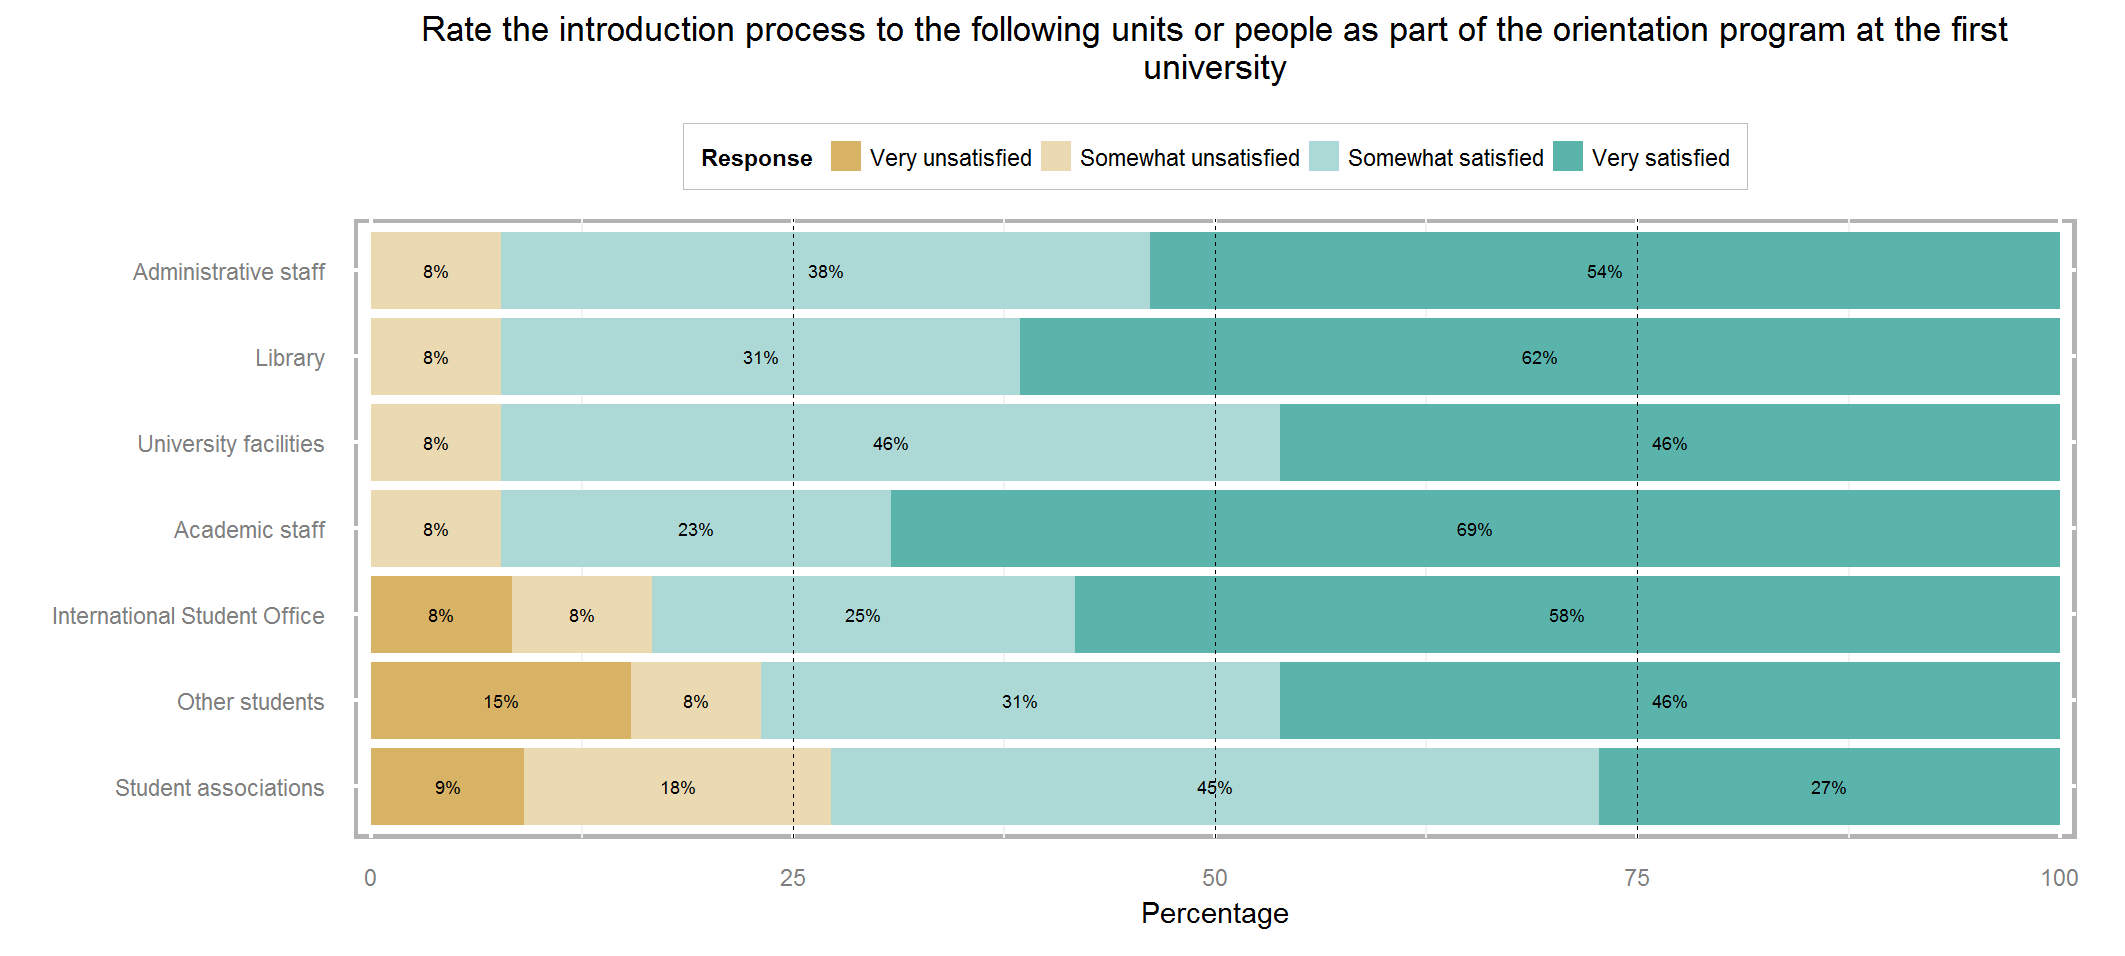 Rate the introduction process to the following units or people as part of the orientation program at the first
university
Response Very unsatisfied Somewhat unsatisfied Somewhat satisfied Very satisfied
Administrative staff 8% 38% 54%
Library 8% 31% 62%
University facilities 8% 46% 46%
Academic staff 8% 23% 69%
International Student Office 8% 8% 25% 58%
Other students 15% 8% 31% 46%
Student associations 9% 18% 45% 27%
0 25 50 75 100
Percentage